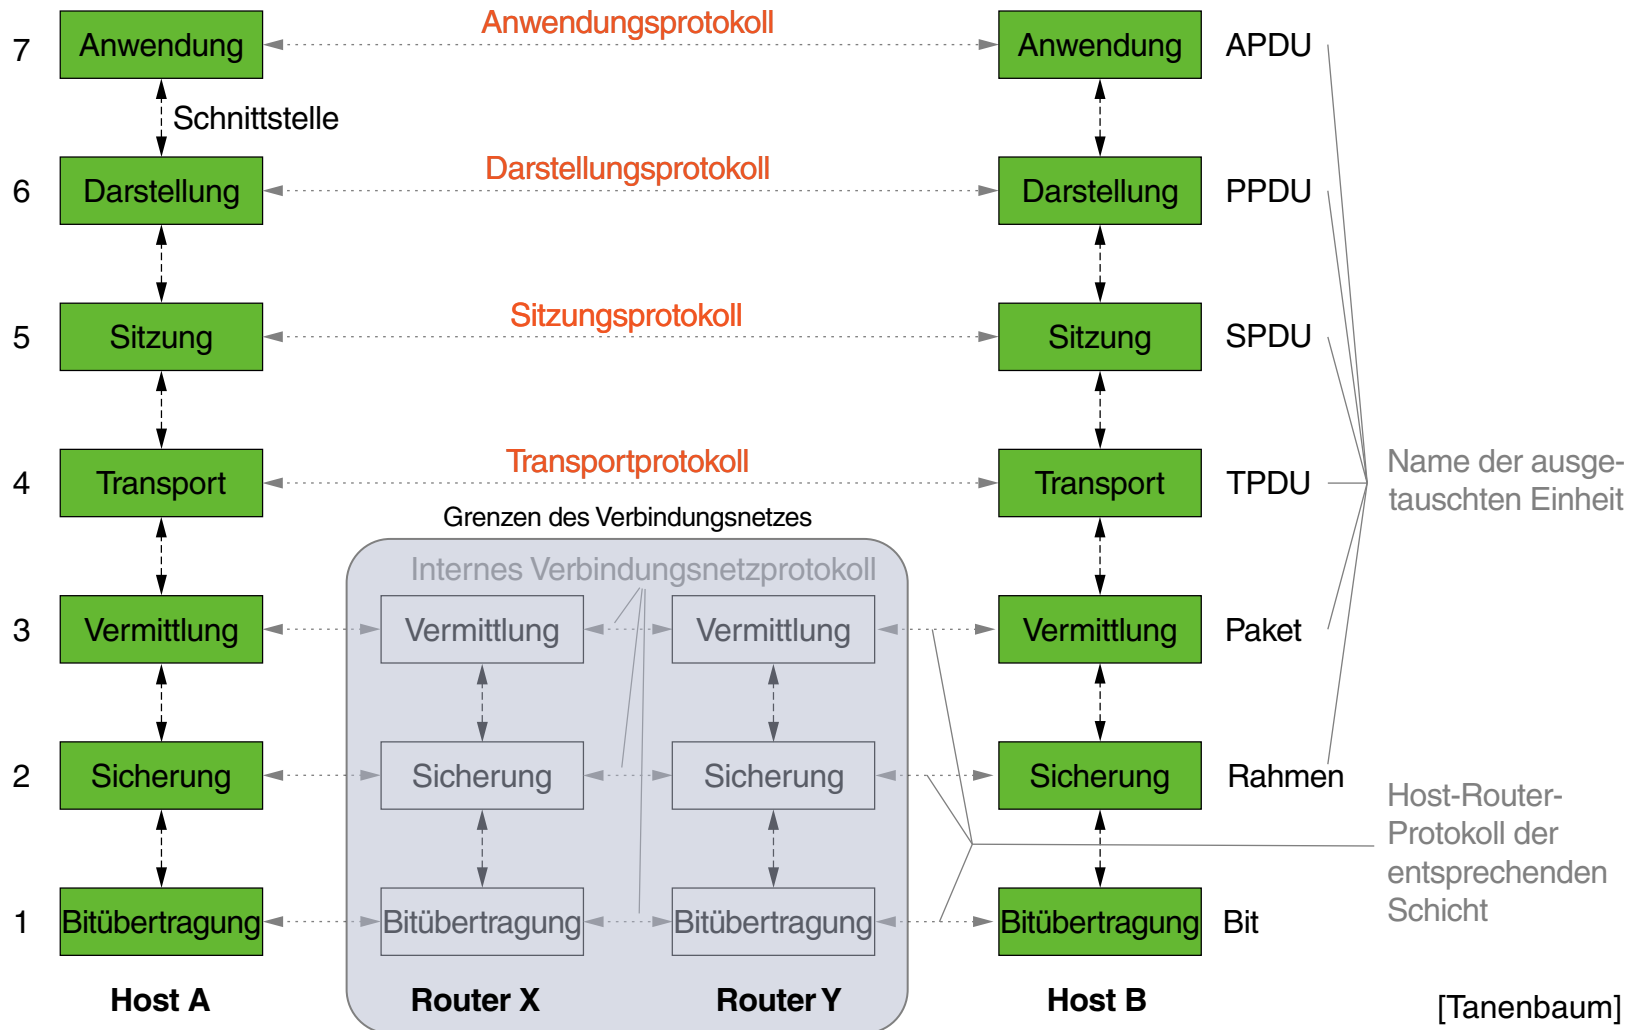 7 Anwendung Anwendungsprotokoll Anwendung APDU
Schnittstelle
6 Darstellung Darstellungsprotokoll Darstellung PPDU
5 Sitzung Sitzungsprotokoll Sitzung SPDU
4 Transport Transportprotokoll Transport TPDU
Name der ausge-
tauschten Einheit
Grenzen des Verbindungsnetzes
Internes Verbindungsnetzprotokoll
3 Vermittlung Vermittlung Vermittlung Vermittlung Paket
2 Sicherung Sicherung Sicherung Sicherung Rahmen
Host-Router-
Protokoll der
entsprechenden
Schicht
1 Bitübertragung Bitübertragung Bitübertragung Bitübertragung Bit
Host A Router X Router Y Host B
[Tanenbaum]